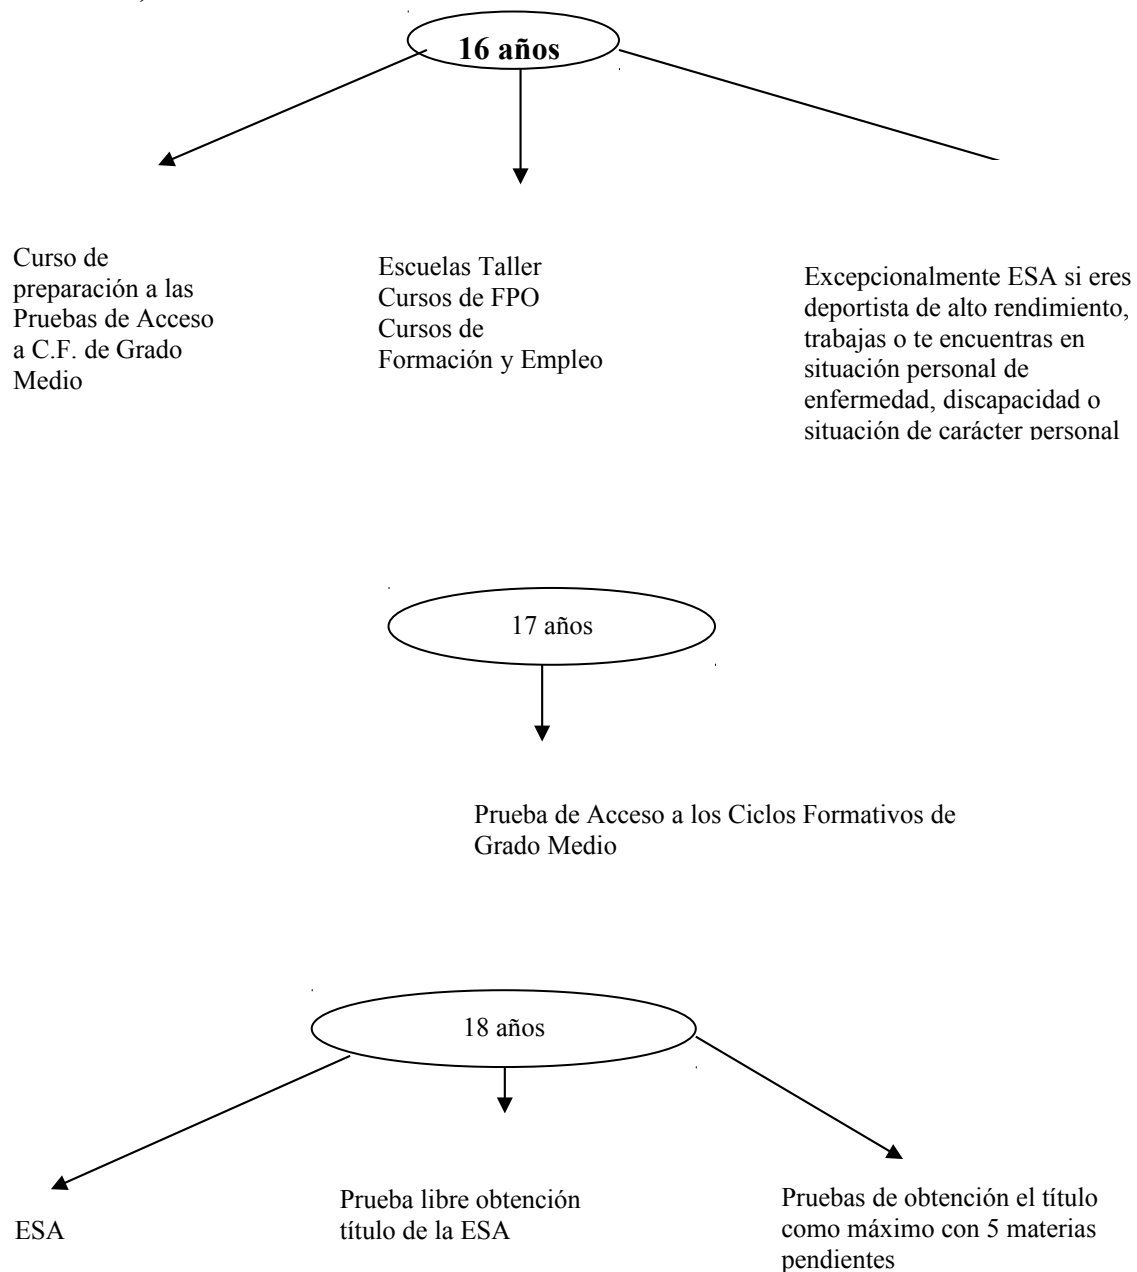 16 años
Curso de
preparación a las
Pruebas de Acceso
a C.F. de Grado
Medio
Escuelas Taller
Cursos de FPO
Cursos de
Formación y Empleo
Excepcionalmente ESA si eres
deportista de alto rendimiento,
trabajas o te encuentras en
situación personal de
enfermedad, discapacidad o
situación de carácter personal
17 años
Prueba de Acceso a los Ciclos Formativos de
Grado Medio
18 años
ESA
Prueba libre obtención
título de la ESA
Pruebas de obtención el título
como máximo con 5 materias
pendientes